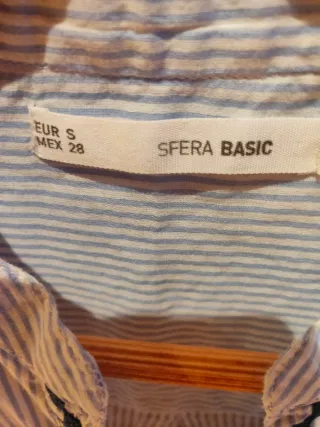 EUR S
MEX 28
SFERA BASIC